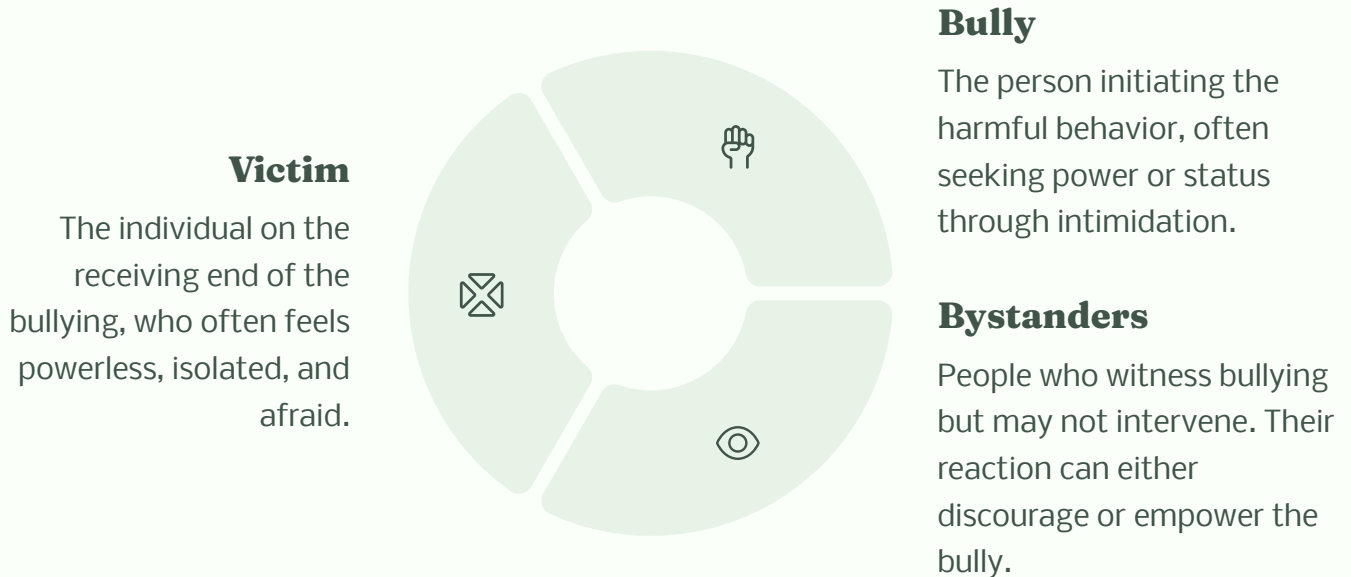 Bully
The person initiating the
harmful behavior, often
seeking power or status
through intimidation.
Victim
The individual on the
receiving end of the
bullying, who often feels
powerless, isolated, and
afraid.
Bystanders
People who witness bullying
but may not intervene. Their
reaction can either
discourage or empower the
bully.